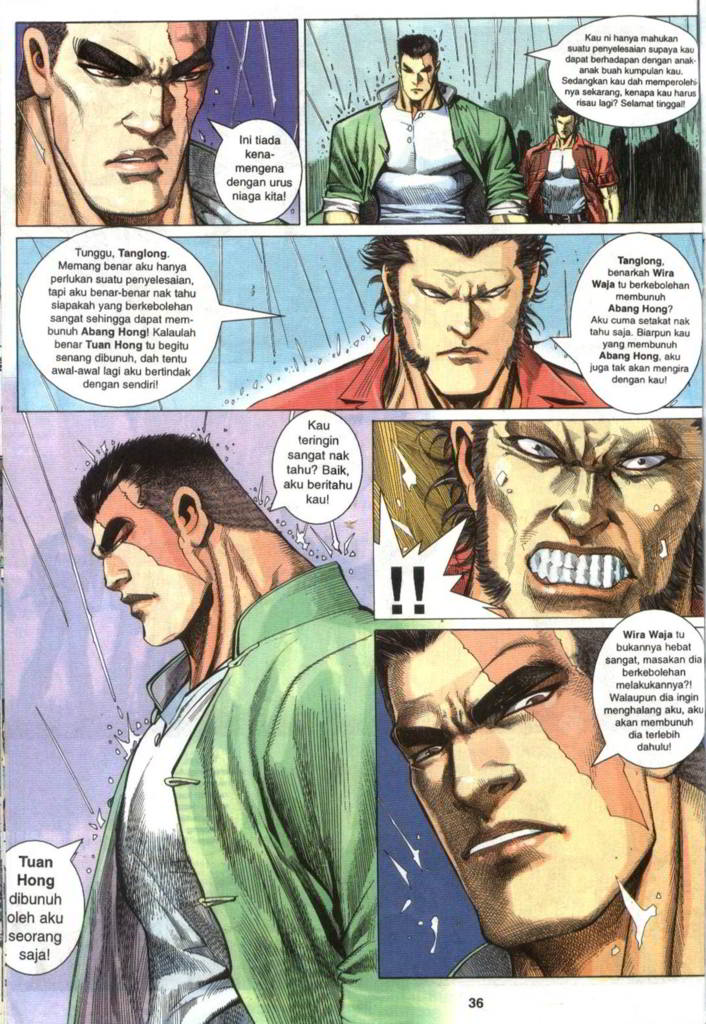 Ini tiada
kena-
mengena
dengan urus
niaga kita!
Kau ni hanya mahukan
suatu penyelesaian supaya kau
dapat berhadapan dengan anak-
anak buah kumpulan kau.
Sedangkan kau dah memperoleh-
nya sekarang, kenapa kau harus
risau lagi? Selamat tinggal!
Tunggu, Tanglong.
Memang benar aku hanya
perlukan suatu penyelesaian,
tapi aku benar-benar nak tahu
siapakah yang berkebolehan
sangat sehingga dapat mem-
bunuh Abang Hong! Kalaulah
benar Tuan Hong tu begitu
senang dibunuh, dah tentu
awal-awal lagi aku bertindak
dengan sendiri!
Tanglong,
benarkah Wira
Waja tu berkebolehan
membunuh
Abang Hong?
Aku cuma setakat nak
tahu saja. Biarpun kau
yang membunuh
Abang Hong, aku
juga tak akan mengira
dengan kau!
Kau
teringin
sangat nak
tahu? Baik,
aku beritahu
kau!
!!
Wira Waja tu
bukannya hebat
sangat, masakan dia
berkebolehan
melakukannya?!
Walaupun dia ingin
menghalang aku, aku
akan membunuh
dia terlebih
dahulu!
Tuan
Hong
dibunuh
oleh aku
seorang
saja!
36